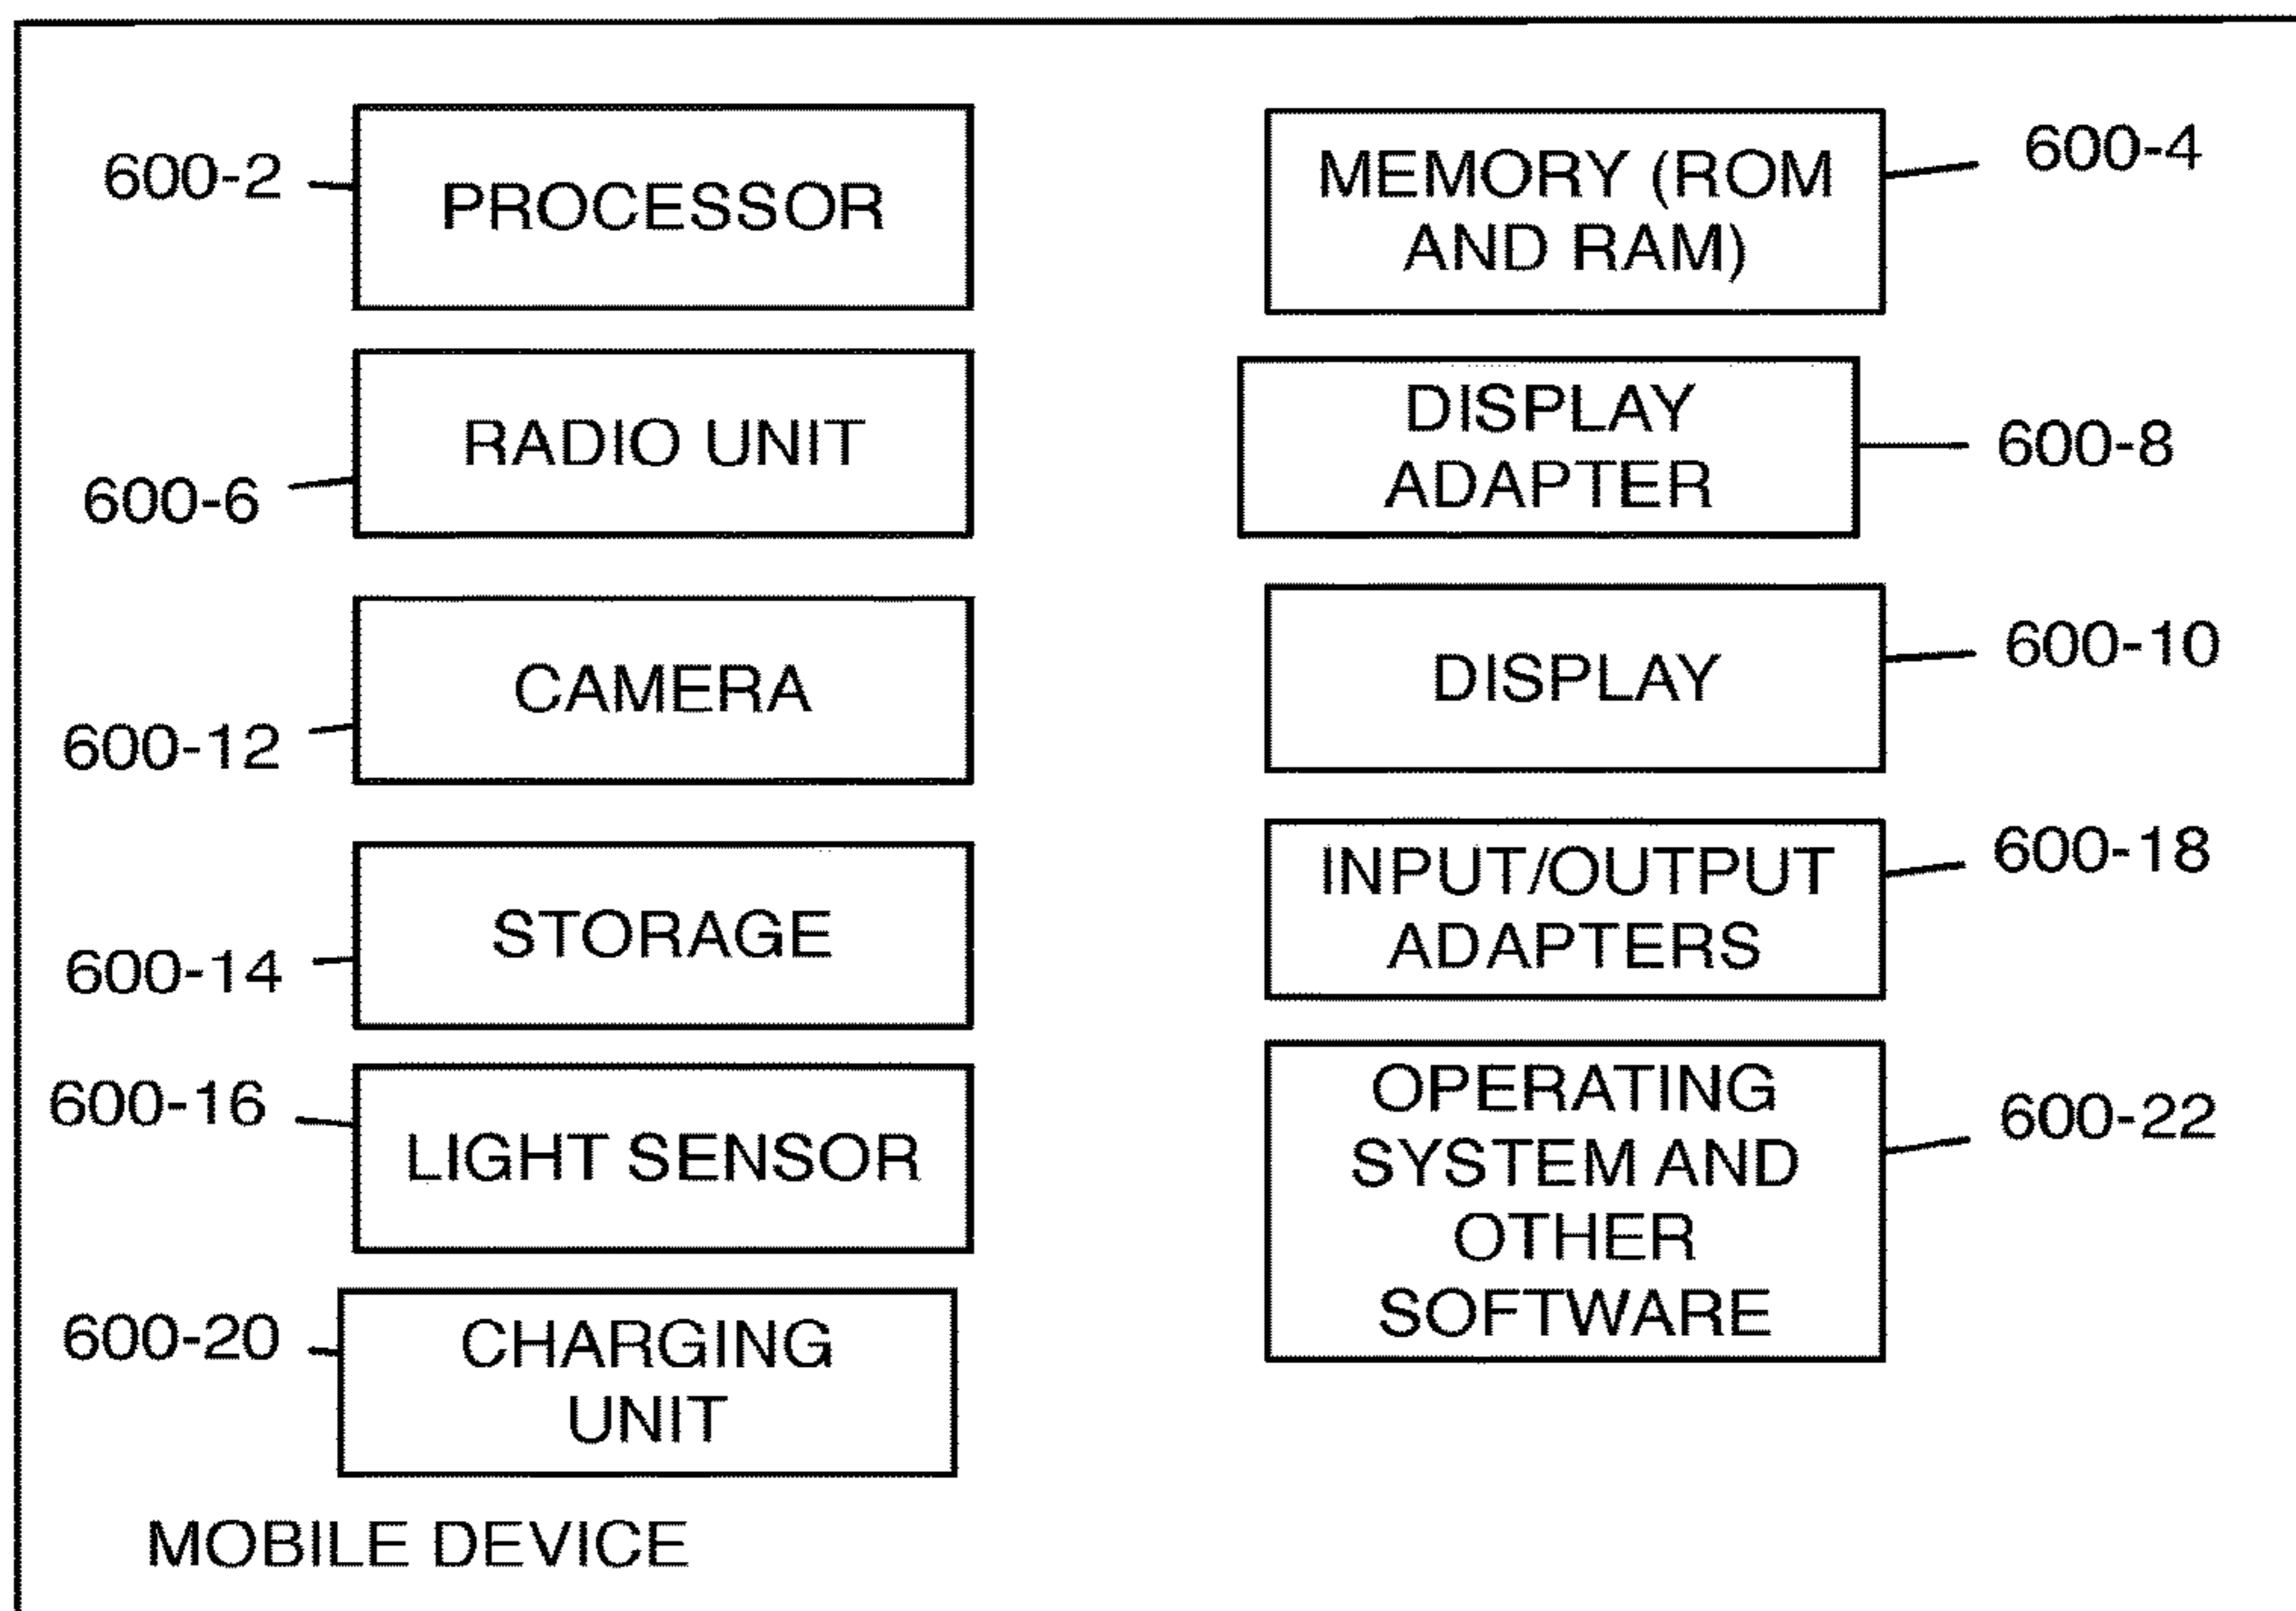 600-2
PROCESSOR
MEMORY (ROM
AND RAM)
600-4
RADIO UNIT
600-6
DISPLAY
ADAPTER
600-8
CAMERA
600-12
DISPLAY
600-10
STORAGE
600-14
INPUT/OUTPUT
ADAPTERS
600-18
600-16
LIGHT SENSOR
OPERATING
SYSTEM AND
OTHER
SOFTWARE
600-22
600-20
CHARGING
UNIT
MOBILE DEVICE